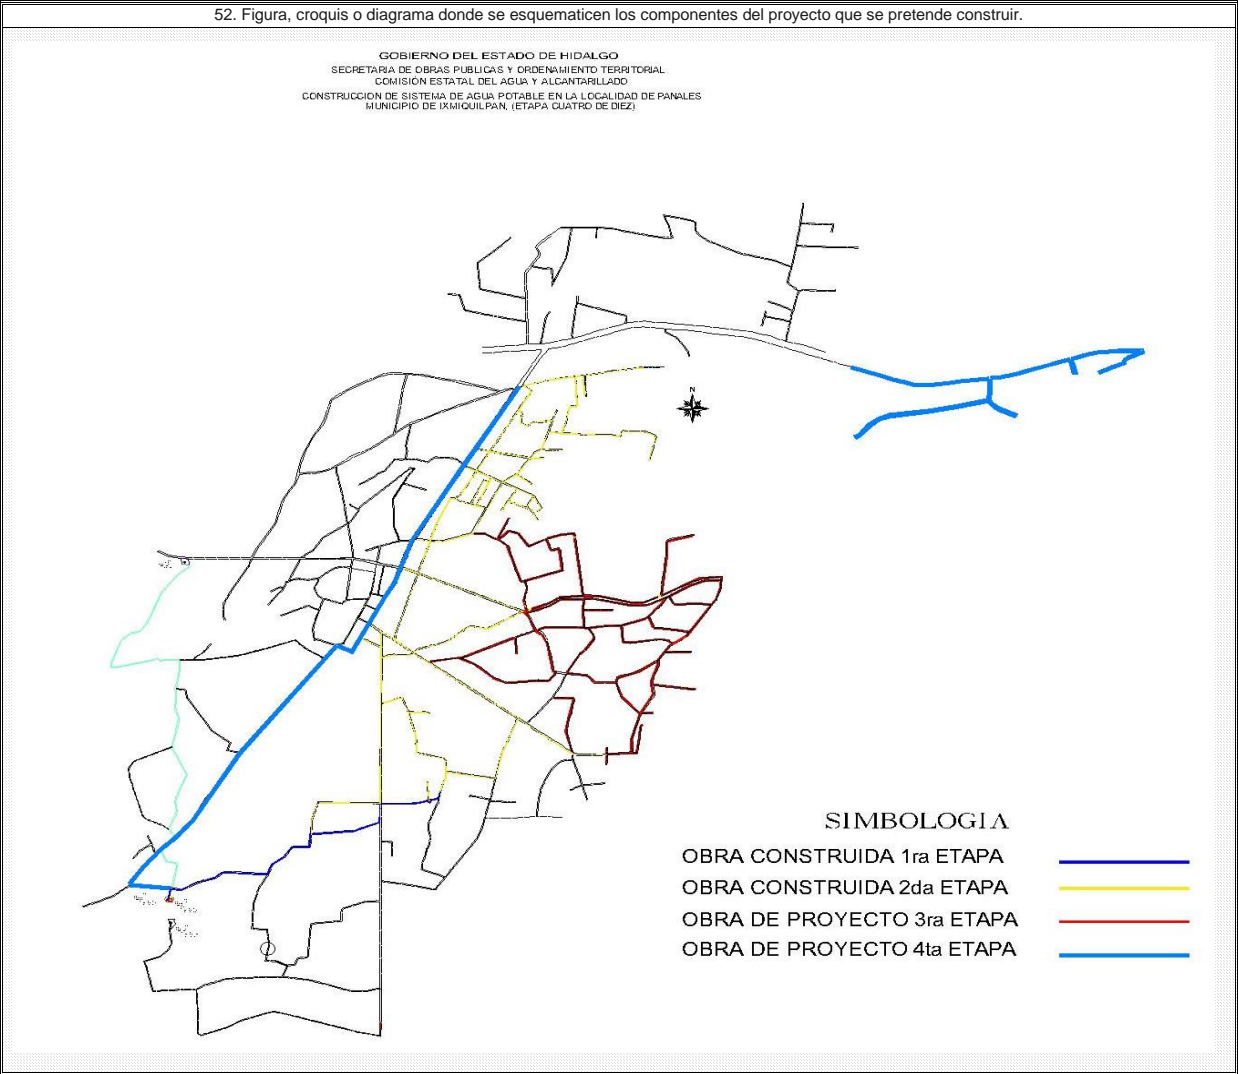 52. Figura, croquis o diagrama donde se esquematicen los componentes del proyecto que se pretende construir.
GOBIERNO DEL ESTADO DE HIDALGO
SECRETARIA DE OBRAS PUBLICAS Y ORDENAMIENTO TERRITORIAL
COMISIÓN ESTATAL DEL AGUA Y ALCANTARILLADO
CONSTRUCCION DE SISTEMA DE AGUA POTABLE EN LA LOCALIDAD DE PANALES
MUNICIPIO DE IXMIQUILPAN, (ETAPA CUATRO DE DIEZ)
N
SIMBOLOGIA
OBRA CONSTRUIDA 1ra ETAPA
OBRA CONSTRUIDA 2da ETAPA
OBRA DE PROYECTO 3ra ETAPA
OBRA DE PROYECTO 4ta ETAPA